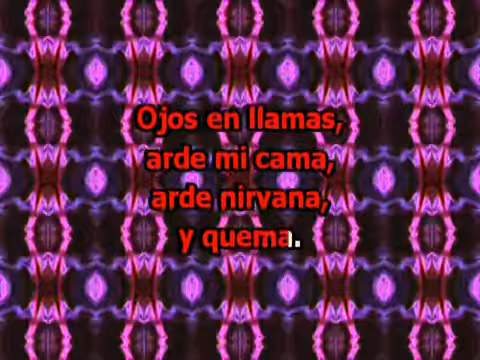 Ojos en llamas,
arde mi cama,
arde nirvana,
y quema.